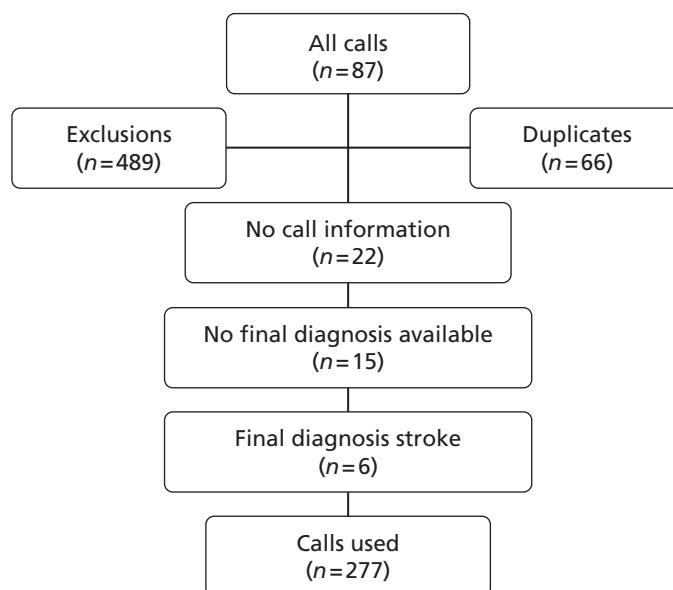 All calls
(n=87)
Exclusions
(n=489)
Duplicates
(n=66)
No call information
(n=22)
No final diagnosis available
(n=15)
Final diagnosis stroke
(n=6)
Calls used
(n=277)